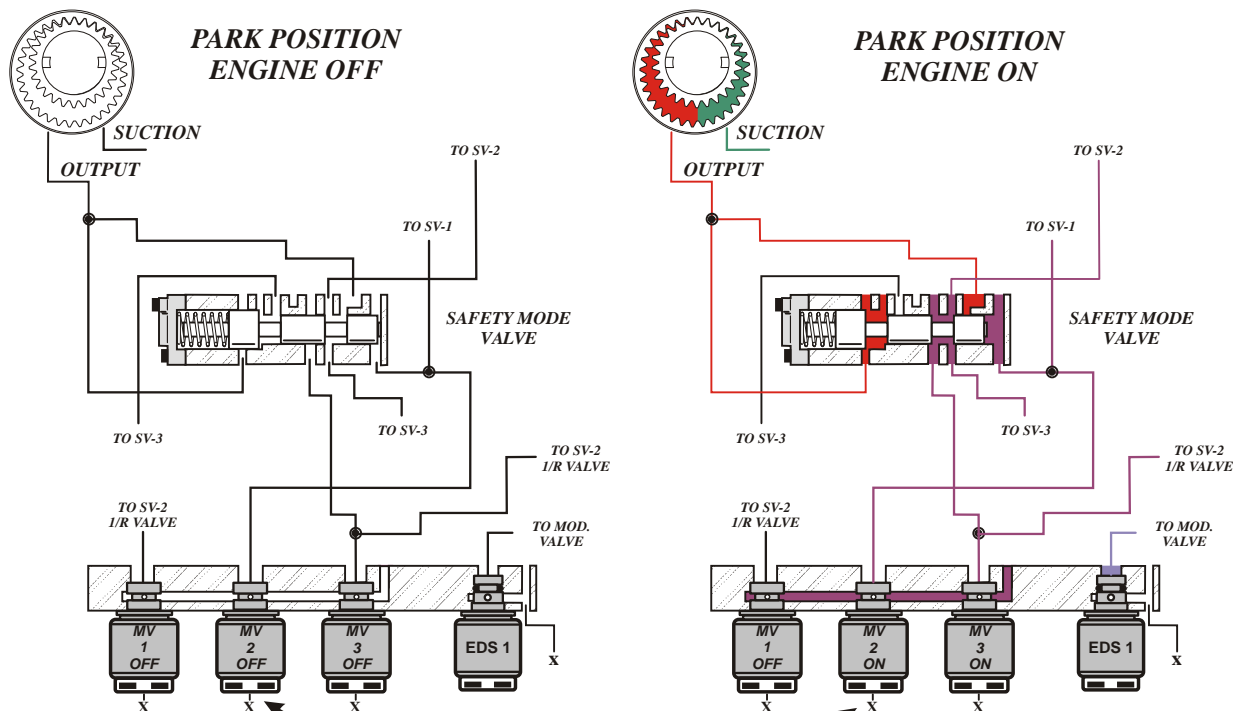 PARK POSITION
ENGINE OFF
SUCTION
OUTPUT
TO SV-2
TO SV-1
SAFETY MODE
VALVE
TO SV-3
TO SV-3
TO SV-2
1/R VALVE
TO SV-2
1/R VALVE
TO MOD.
VALVE
MV
1
OFF
MV
2
OFF
MV
3
OFF
EDS 1
X
X
X
X
PARK POSITION
ENGINE ON
SUCTION
OUTPUT
TO SV-2
TO SV-1
SAFETY MODE
VALVE
TO SV-3
TO SV-3
TO SV-2
1/R VALVE
TO SV-2
1/R VALVE
TO MOD.
VALVE
MV
1
OFF
MV
2
ON
MV
3
ON
EDS 1
X
X
X
X